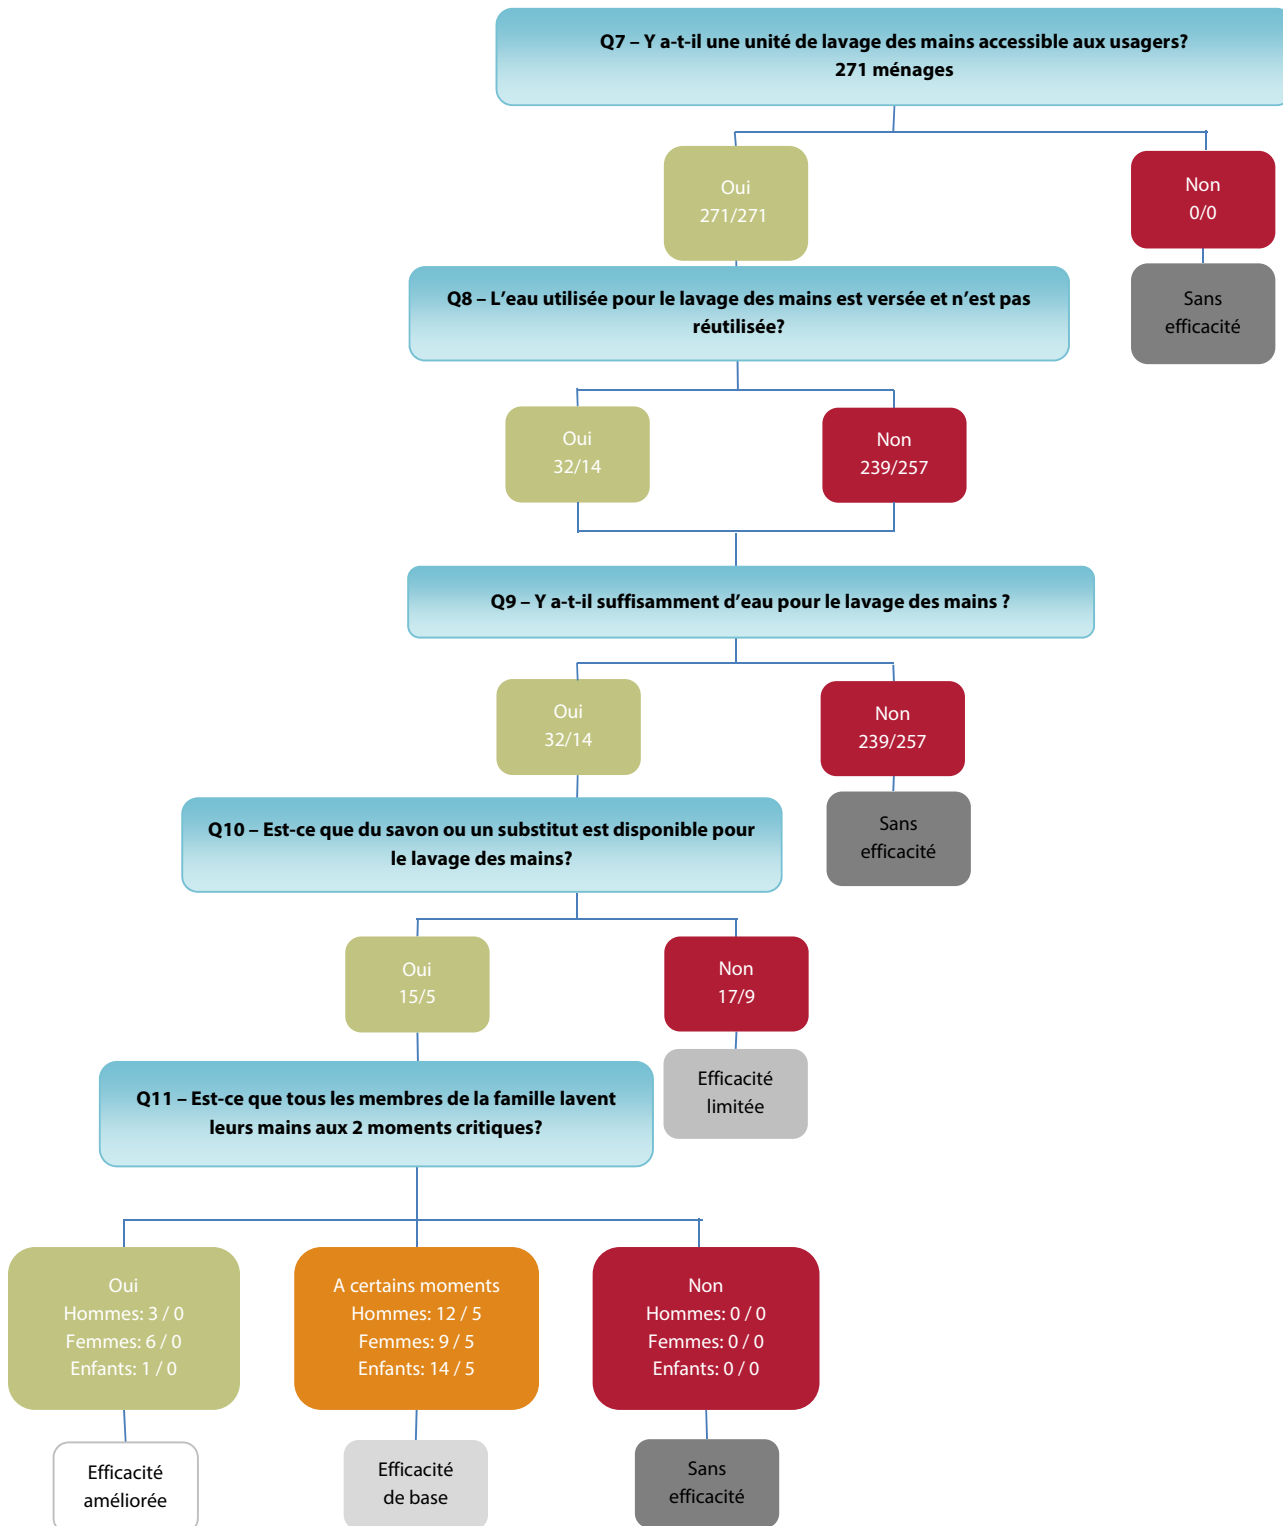 Q7 – Y a-t-il une unité de lavage des mains accessible aux usagers?
271 ménages
Oui
271/271
Non
0/0
Sans
efficacité
Q8 – L’eau utilisée pour le lavage des mains est versée et n’est pas
réutilisée?
Oui
32/14
Non
239/257
Q9 – Y a-t-il suffisamment d’eau pour le lavage des mains ?
Oui
32/14
Non
239/257
Sans
efficacité
Q10 – Est-ce que du savon ou un substitut est disponible pour
le lavage des mains?
Oui
15/5
Non
17/9
Efficacité
limitée
Q11 – Est-ce que tous les membres de la famille lavent
leurs mains aux 2 moments critiques?
Oui
Hommes: 3 / 0
Femmes: 6 / 0
Enfants: 1 / 0
A certains moments
Hommes: 12 / 5
Femmes: 9 / 5
Enfants: 14 / 5
Non
Hommes: 0 / 0
Femmes: 0 / 0
Enfants: 0 / 0
Efficacité
améliorée
Efficacité
de base
Sans
efficacité